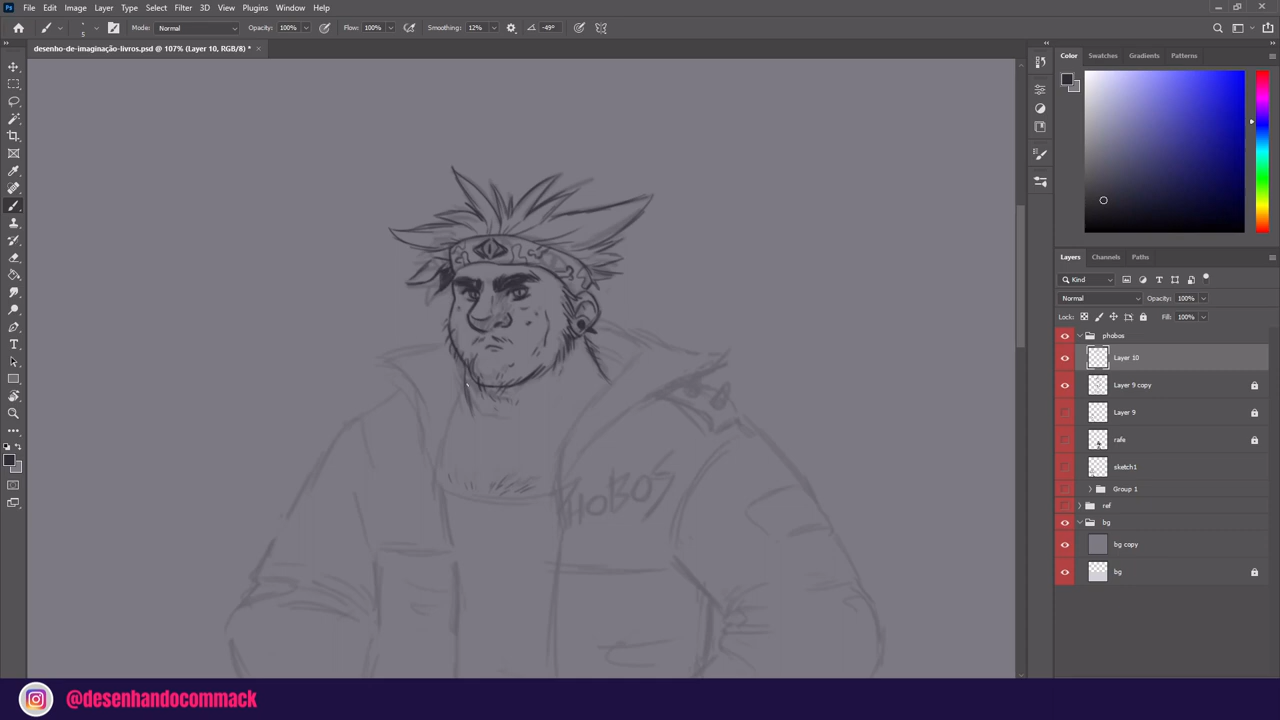 Ps File Edit Image Layer Type Select Filter 3D View Plugins Window Help
5 Mode: Normal Opacity: 100% Flow: 100% Smoothing: 12% -49°
desenho-de-imaginação-livros.psd @ 107% (Layer 10, RGB/8) * ×
Color Swatches Gradients Patterns
Layers Channels Paths
Kind
Normal Opacity: 100%
Lock: Fill: 100%
phobos
Layer 10
Layer 9 copy
Layer 9
rafe
sketch1
Group 1
ref
bg
bg copy
bg
PHOBOS
@desenhandocommack